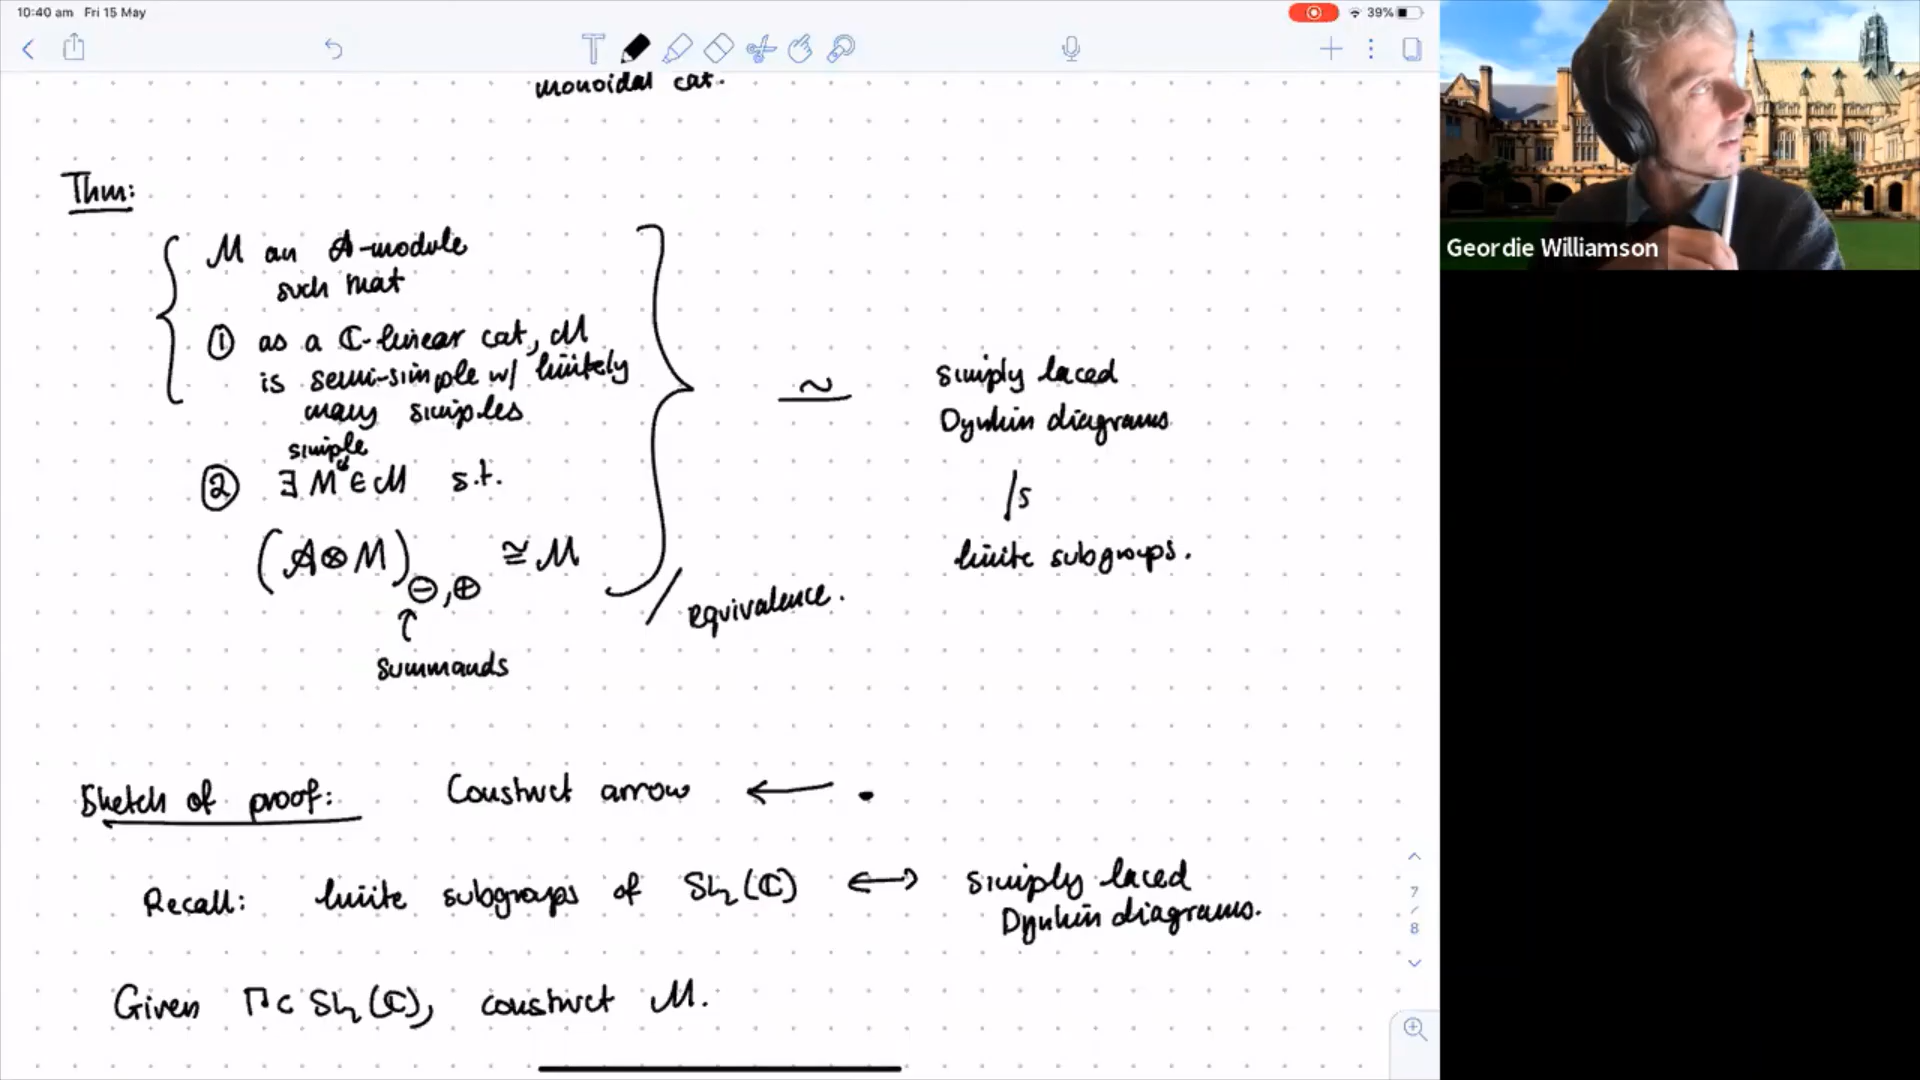 10:40 am Fri 15 May
39%
monoidal cat.
Thm:
M an A-module
such that
① as a ℂ-linear cat, M
is semi-simple w/ finitely
many simples
simple
② ∃ M ∈ M s.t.
(A⊗M)⊖,⊕ ≅ M
↑
summands
/ equivalence.
~
simply laced
Dynkin diagrams
/s
finite subgroups.
Sketch of proof: Construct arrow ← .
Recall: finite subgroups of SL₂(ℂ) ↔ simply laced
Dynkin diagrams.
Given Γ ⊂ SL₂(ℂ), construct M.
7
/
8
Geordie Williamson